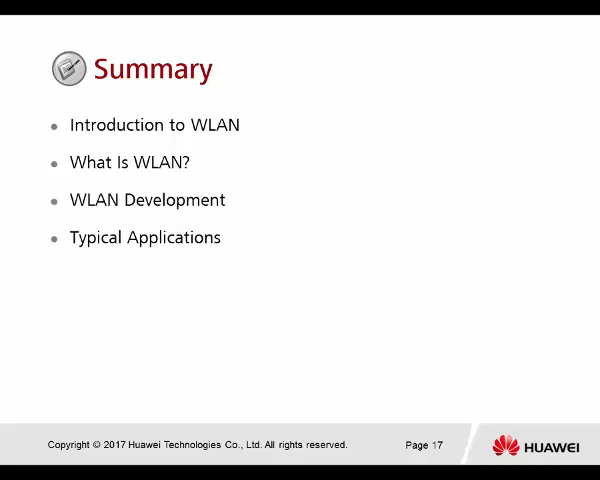 Summary
Introduction to WLAN
What Is WLAN?
WLAN Development
Typical Applications
Copyright © 2017 Huawei Technologies Co., Ltd. All rights reserved.
Page 17
HUAWEI